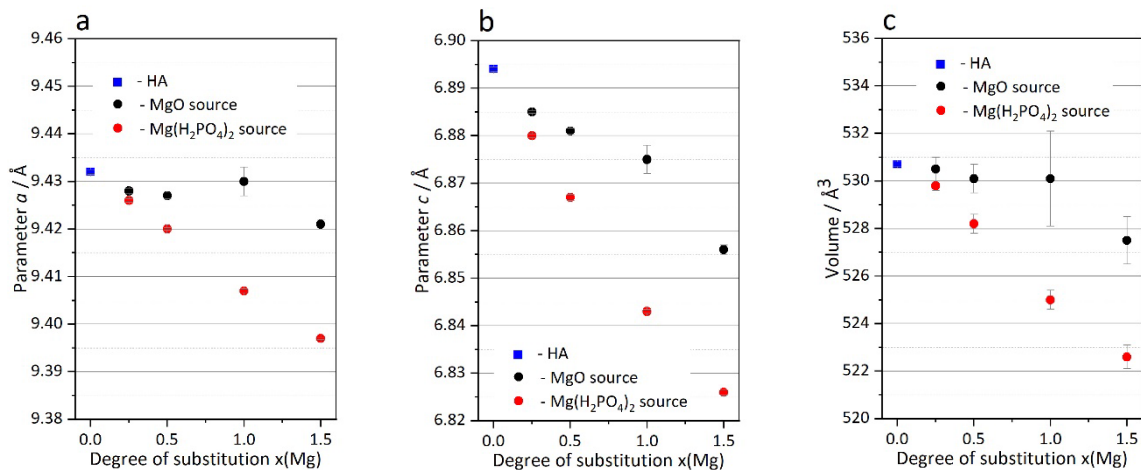 a
9.46
9.45
9.44
9.43
9.42
9.41
9.40
9.39
9.38
Parameter a / Å
- HA
- MgO source
- Mg(H₂PO₄)₂ source
0.0 0.5 1.0 1.5
Degree of substitution x(Mg)
b
6.90
6.89
6.88
6.87
6.86
6.85
6.84
6.83
6.82
Parameter c / Å
- HA
- MgO source
- Mg(H₂PO₄)₂ source
0.0 0.5 1.0 1.5
Degree of substitution x(Mg)
c
536
534
532
530
528
526
524
522
520
Volume / Å³
- HA
- MgO source
- Mg(H₂PO₄)₂ source
0.0 0.5 1.0 1.5
Degree of substitution x(Mg)